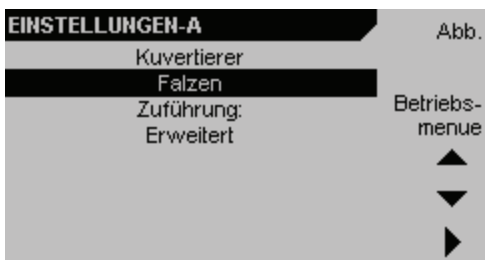 EINSTELLUNGEN-A
Abb.
Kuvertierer
Falzen
Zuführung:
Erweitert
Betriebs-
menue